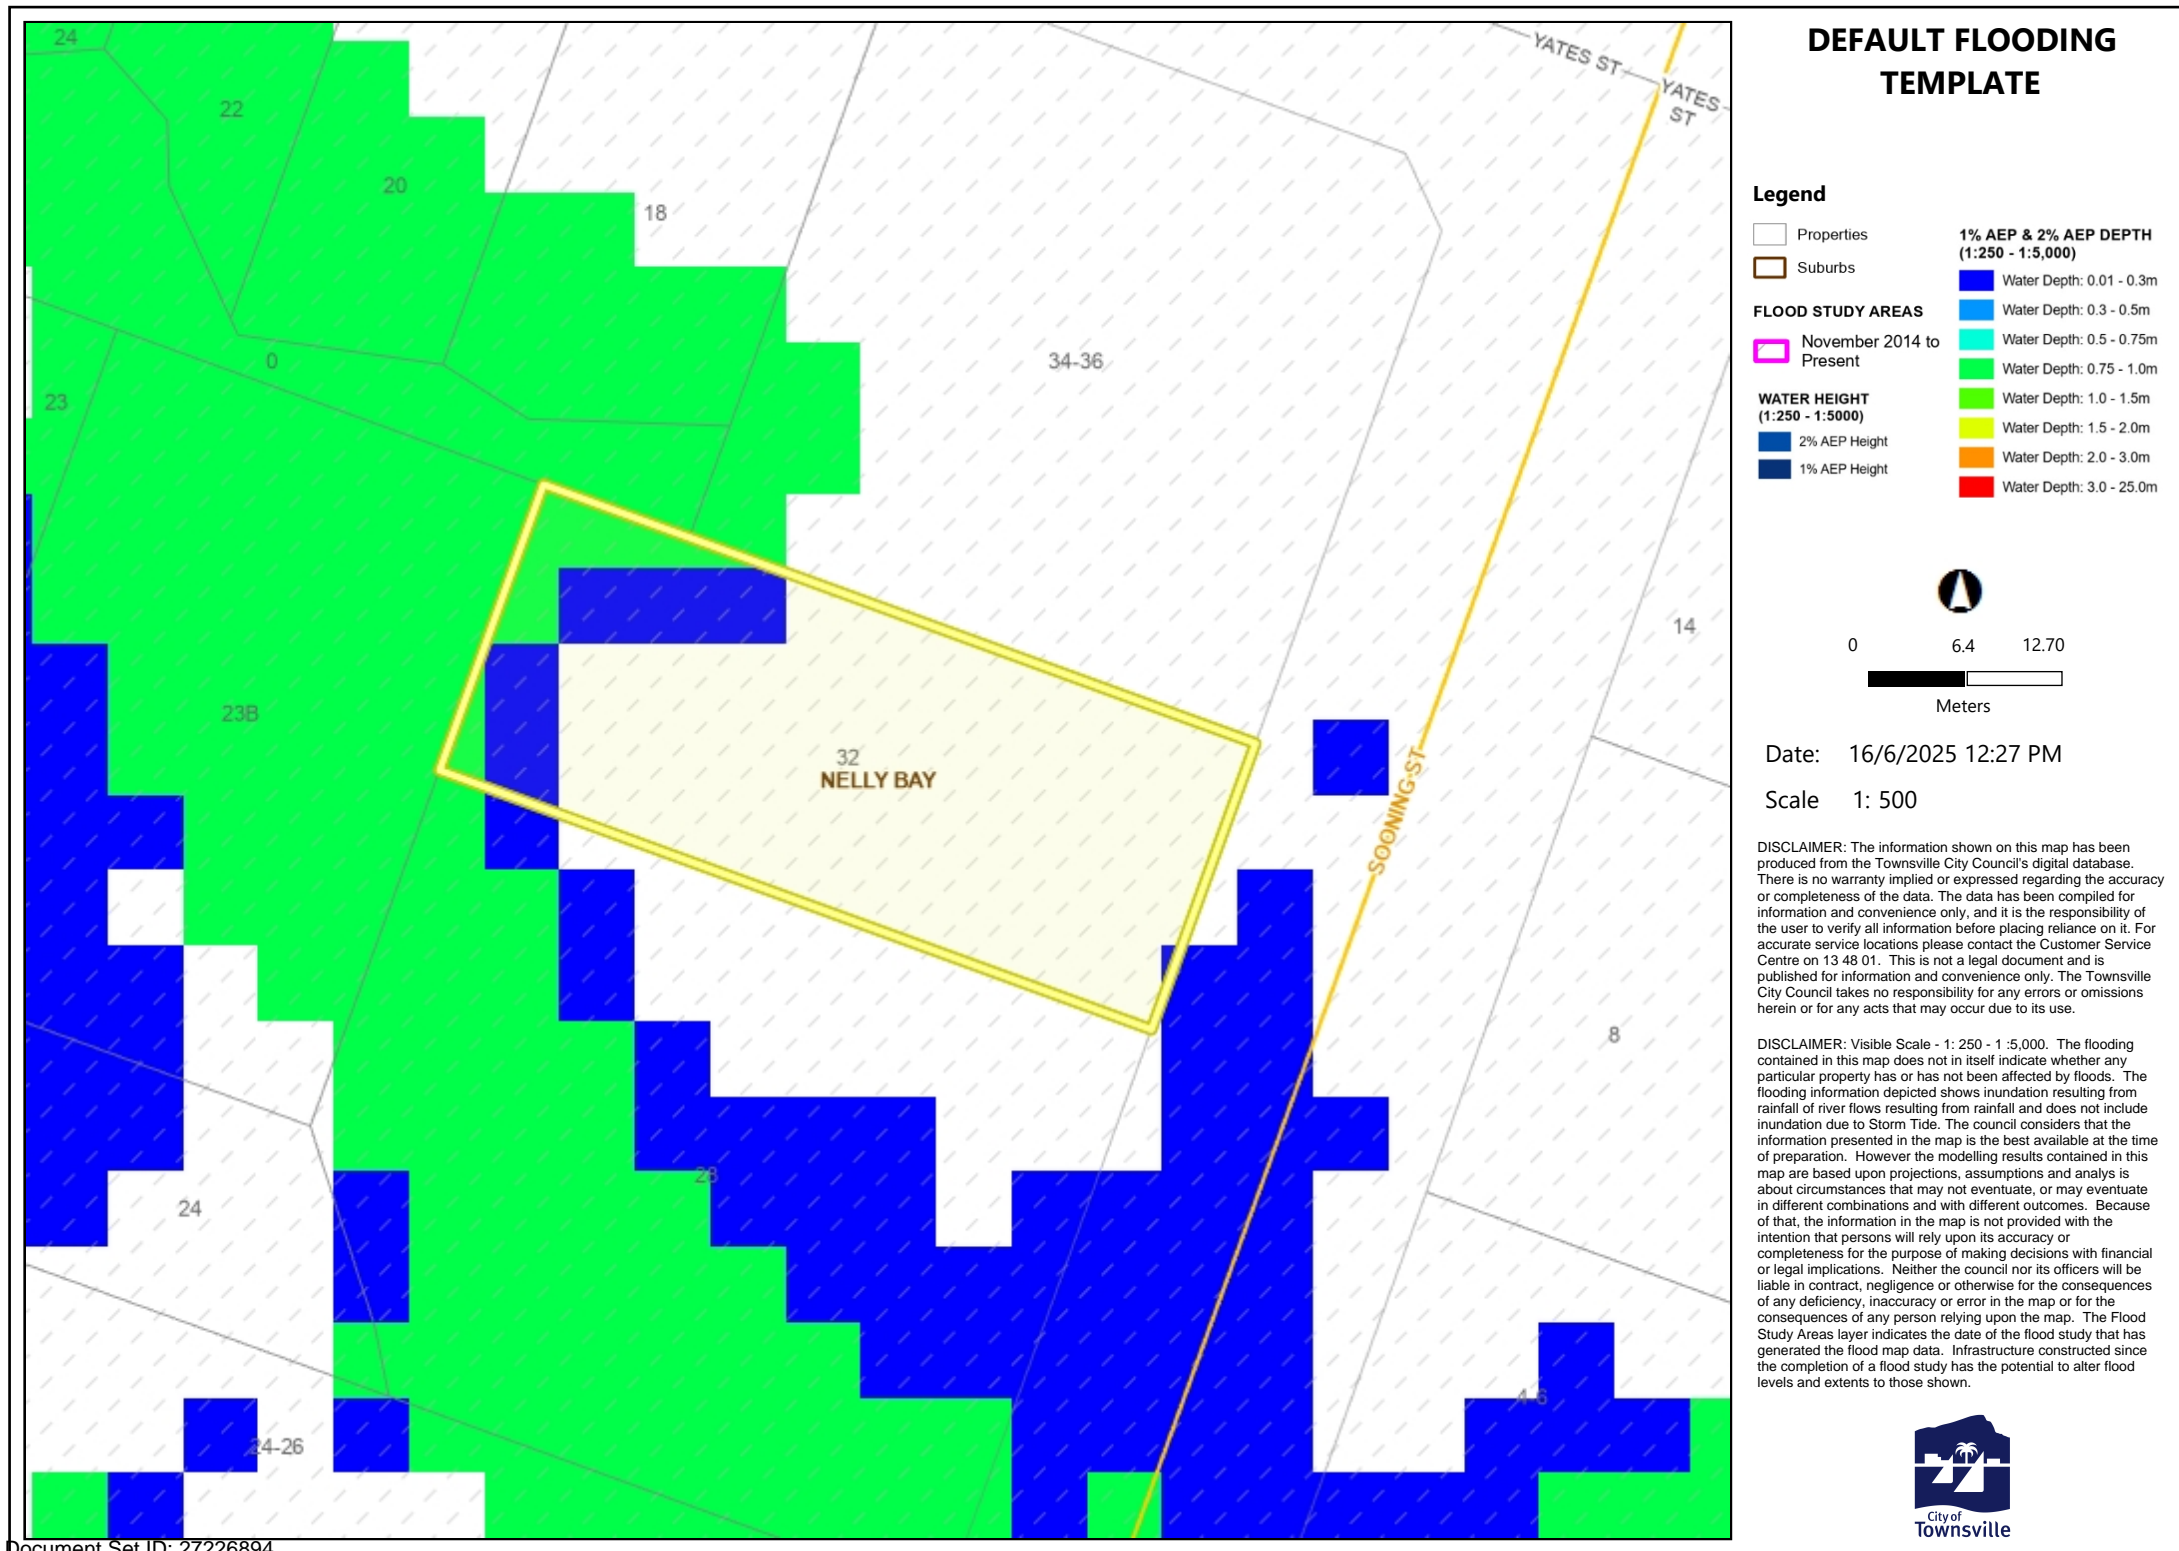 24
22
20
18
0
23
34-36
YATES ST
YATES
ST
14
23B
32
NELLY BAY
SOONING ST
8
28
24
24-26
4-6
DEFAULT FLOODING
TEMPLATE
Legend
Properties
Suburbs
FLOOD STUDY AREAS
November 2014 to
Present
WATER HEIGHT
(1:250 - 1:5000)
2% AEP Height
1% AEP Height
1% AEP & 2% AEP DEPTH
(1:250 - 1:5,000)
Water Depth: 0.01 - 0.3m
Water Depth: 0.3 - 0.5m
Water Depth: 0.5 - 0.75m
Water Depth: 0.75 - 1.0m
Water Depth: 1.0 - 1.5m
Water Depth: 1.5 - 2.0m
Water Depth: 2.0 - 3.0m
Water Depth: 3.0 - 25.0m
0 6.4 12.70
Meters
Date: 16/6/2025 12:27 PM
Scale 1: 500
DISCLAIMER: The information shown on this map has been
produced from the Townsville City Council's digital database.
There is no warranty implied or expressed regarding the accuracy
or completeness of the data. The data has been compiled for
information and convenience only, and it is the responsibility of
the user to verify all information before placing reliance on it. For
accurate service locations please contact the Customer Service
Centre on 13 48 01. This is not a legal document and is
published for information and convenience only. The Townsville
City Council takes no responsibility for any errors or omissions
herein or for any acts that may occur due to its use.
DISCLAIMER: Visible Scale - 1: 250 - 1 :5,000. The flooding
contained in this map does not in itself indicate whether any
particular property has or has not been affected by floods. The
flooding information depicted shows inundation resulting from
rainfall of river flows resulting from rainfall and does not include
inundation due to Storm Tide. The council considers that the
information presented in the map is the best available at the time
of preparation. However the modelling results contained in this
map are based upon projections, assumptions and analys is
about circumstances that may not eventuate, or may eventuate
in different combinations and with different outcomes. Because
of that, the information in the map is not provided with the
intention that persons will rely upon its accuracy or
completeness for the purpose of making decisions with financial
or legal implications. Neither the council nor its officers will be
liable in contract, negligence or otherwise for the consequences
of any deficiency, inaccuracy or error in the map or for the
consequences of any person relying upon the map. The Flood
Study Areas layer indicates the date of the flood study that has
generated the flood map data. Infrastructure constructed since
the completion of a flood study has the potential to alter flood
levels and extents to those shown.
City of
Townsville
Document Set ID: 27226894